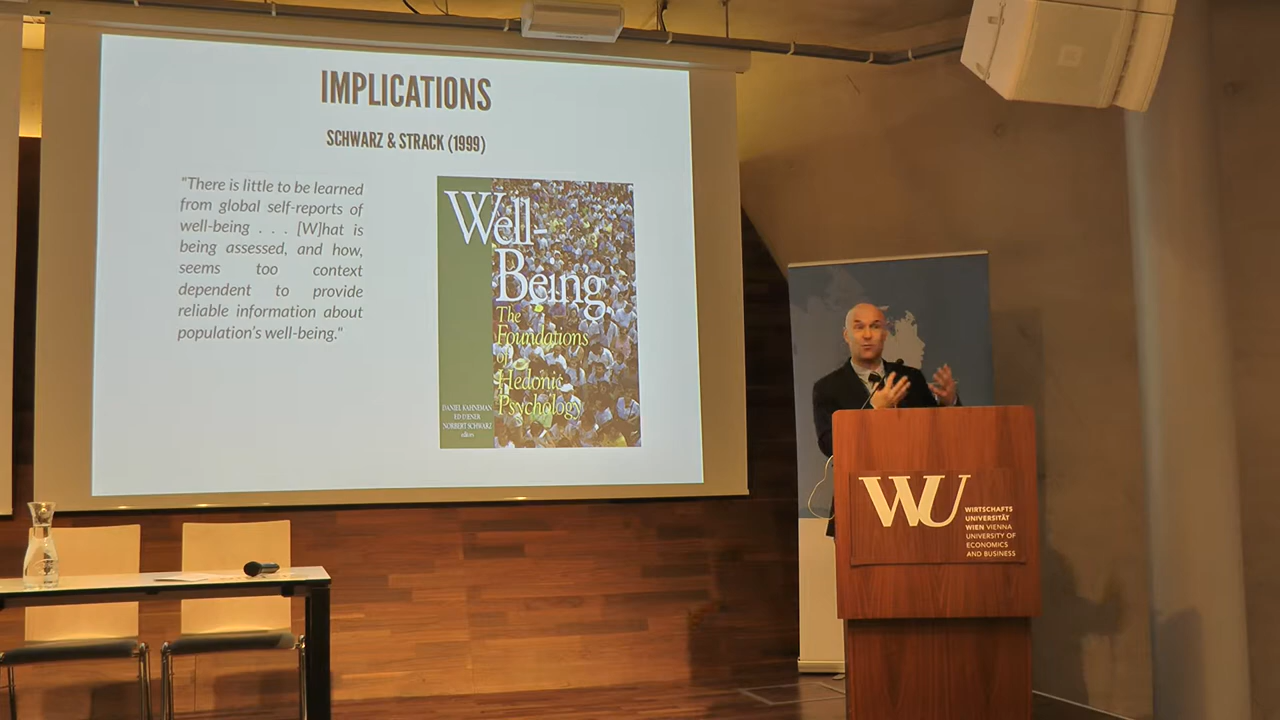 IMPLICATIONS
SCHWARZ & STRACK (1999)
"There is little to be learned
from global self-reports of
well-being . . . [W]hat is
being assessed, and how,
seems too context
dependent to provide
reliable information about
population's well-being."
Well-
Being
The
Foundations
of
Hedonic
Psychology
DANIEL KAHNEMAN
ED DIENER
NORBERT SCHWARZ
editors
WU
WIRTSCHAFTS
UNIVERSITÄT
WIEN VIENNA
UNIVERSITY OF
ECONOMICS
AND BUSINESS